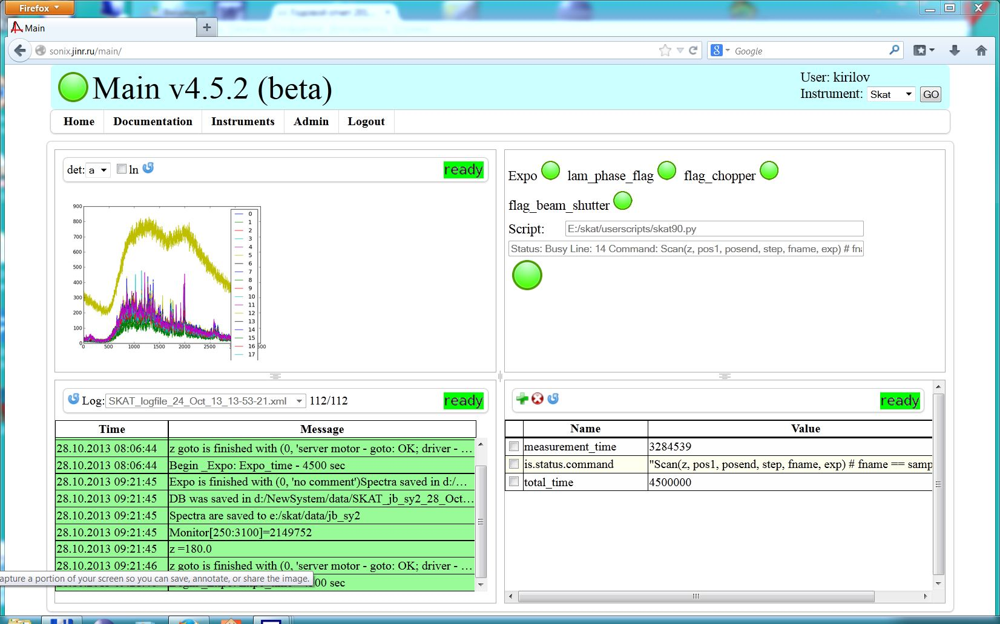 Firefox
Main
sonix.jinr.ru/main/
Google
Main v4.5.2 (beta)
User: kirilov
Instrument: Skat GO
Home Documentation Instruments Admin Logout
det: a ln ready
900
800
700
600
500
400
300
200
100
0
0 500 1000 1500 2000 2500
0
1
2
3
4
5
6
7
8
9
10
11
12
13
14
15
16
17
Expo lam_phase_flag flag_chopper
flag_beam_shutter
Script: E:/skat/userscripts/skat90.py
Status: Busy Line: 14 Command: Scan(z, pos1, posend, step, fname, exp) # fna
Log: SKAT_logfile_24_Oct_13_13-53-21.xml 112/112 ready
Time Message
28.10.2013 08:06:44 z goto is finished with (0, 'server motor - goto: OK; driver - ...
28.10.2013 08:06:44 Begin _Expo: Expo_time - 4500 sec
28.10.2013 09:21:45 Expo is finished with (0, 'no comment')Spectra saved in d:/...
28.10.2013 09:21:45 DB was saved in d:/NewSystem/data/SKAT_jb_sy2_28_Oct...
28.10.2013 09:21:45 Spectra are saved to e:/skat/data/jb_sy2
28.10.2013 09:21:45 Monitor[250:3100]=2149752
28.10.2013 09:21:45 z =180.0
28.10.2013 09:21:46 z goto is finished with (0, 'server motor - goto: OK; driver - ...
00 sec
apture a portion of your screen so you can save, annotate, or share the image.
ready
Name Value
measurement_time 3284539
is.status.command "Scan(z, pos1, posend, step, fname, exp) # fname == samp
total_time 4500000